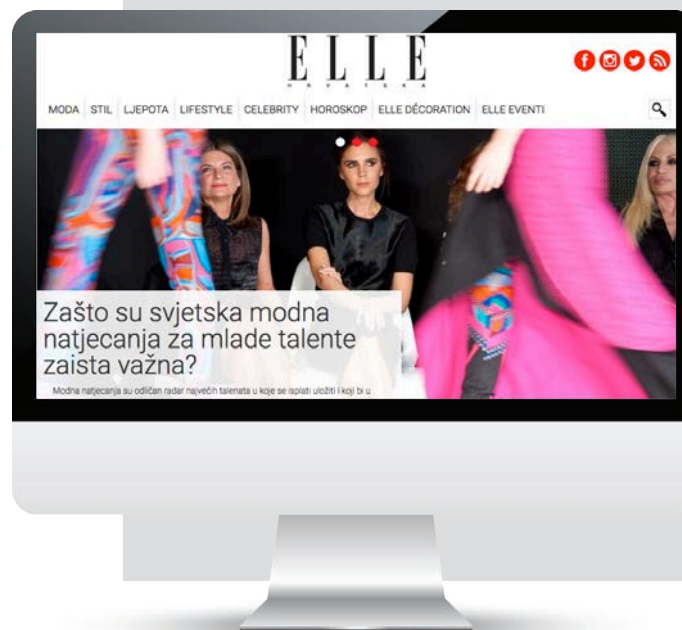 ELLE
HRVATSKA
MODA STIL LJEPOTA LIFESTYLE CELEBRITY HOROSKOP ELLE DÉCORATION ELLE EVENTI
Zašto su svjetska modna
natjecanja za mlade talente
zaista važna?
Modna natjecanja su odličan radar najvećih talenata u koje se isplati uložiti i koji bi u